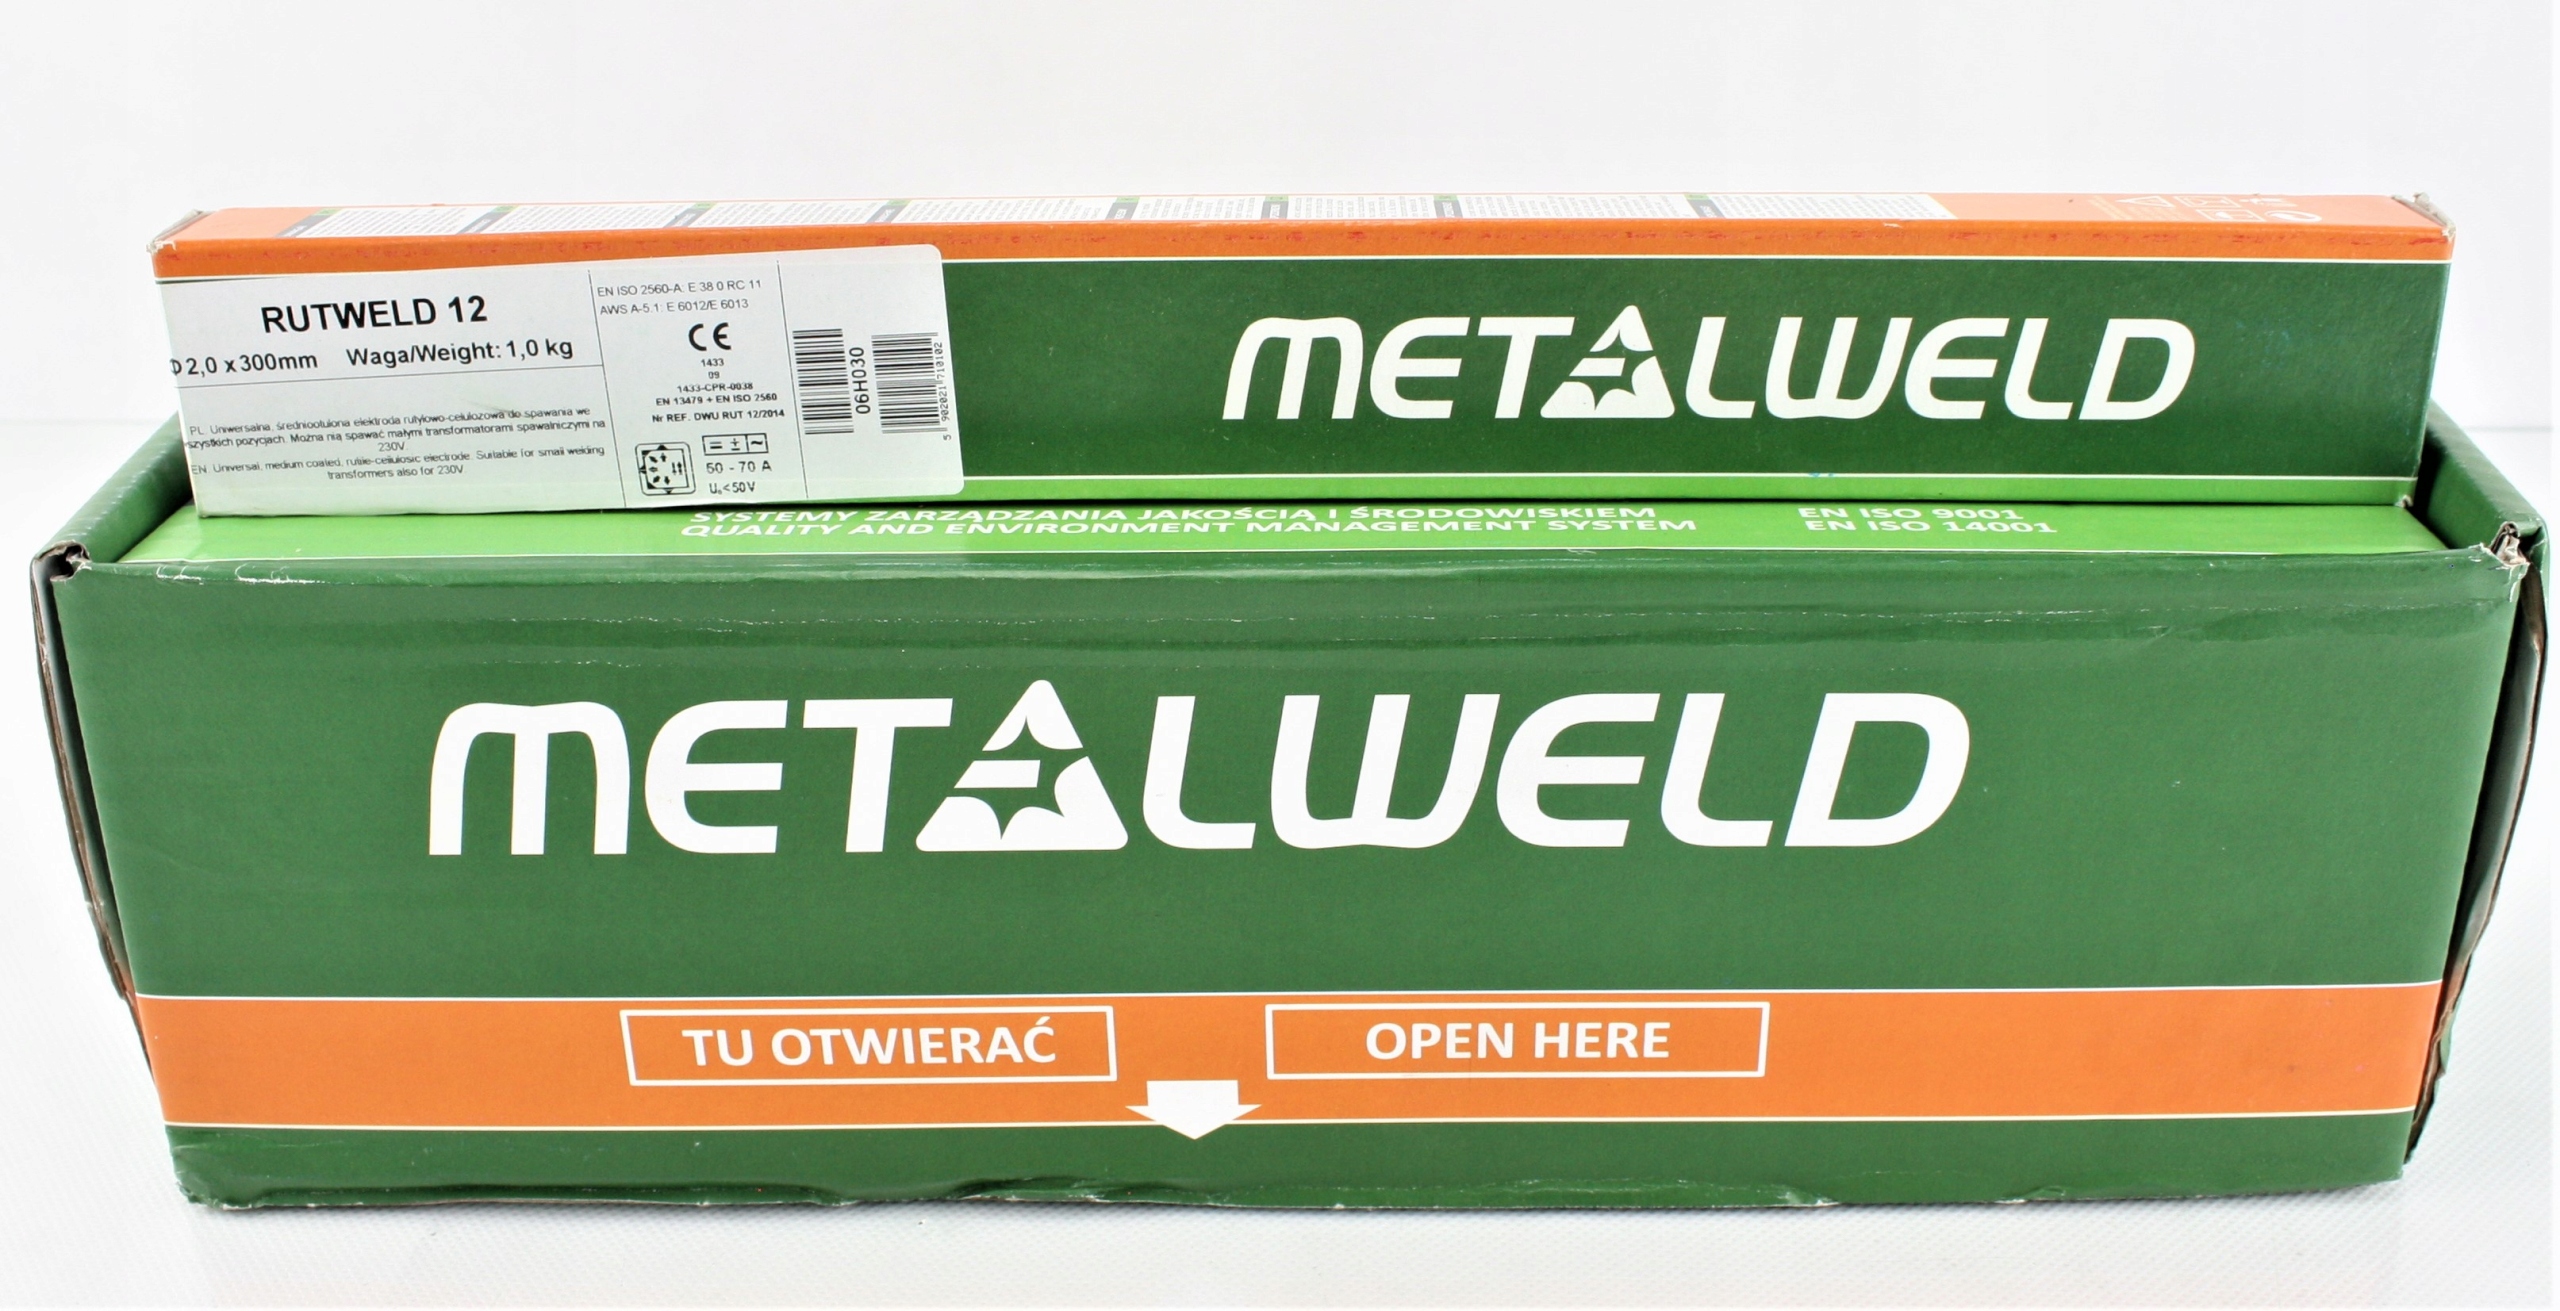 RUTWELD 12
Φ2,0 x 300mm Waga/Weight: 1,0 kg
PL. Uniwersalna, średniootulona elektroda rutylowo-celulozowa do spawania we
wszystkich pozycjach. Można nią spawać małymi transformatorami spawalniczymi na
230V
EN. Universal, medium coated, rutile-cellulosic electrode. Suitable for small welding
transformers also for 230V
EN ISO 2560-A: E 38 0 RC 11
AWS A-5.1: E 6012/E 6013
CE
1433
09
1433-CPR-0038
EN 13479 + EN ISO 2560
Nr REF. DWU RUT 12/2014
= ± ~
50 - 70 A
U₀<50V
06H030
5 902021 710102
METALWELD
SYSTEMY ZARZĄDZANIA JAKOŚCIĄ I ŚRODOWISKIEM EN ISO 9001
QUALITY AND ENVIRONMENT MANAGEMENT SYSTEM EN ISO 14001
METALWELD
TU OTWIERAĆ
OPEN HERE